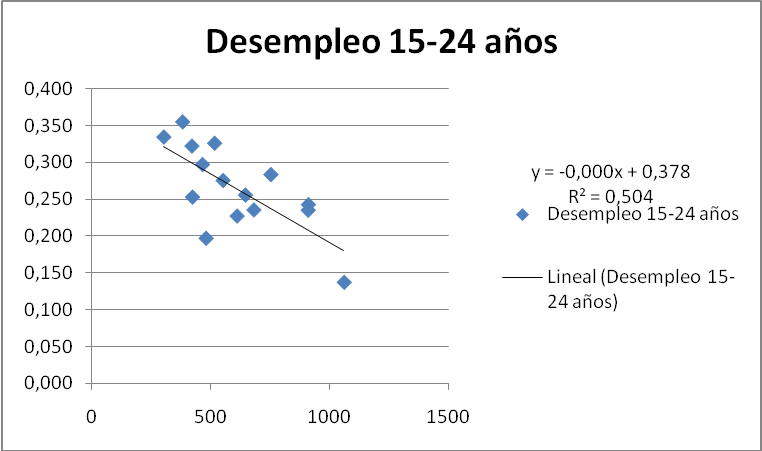 Desempleo 15-24 años
0,400
0,350
0,300
0,250
0,200
0,150
0,100
0,050
0,000
0
500
1000
1500
y = -0,000x + 0,378
R² = 0,504
Desempleo 15-24 años
Lineal (Desempleo 15-
24 años)